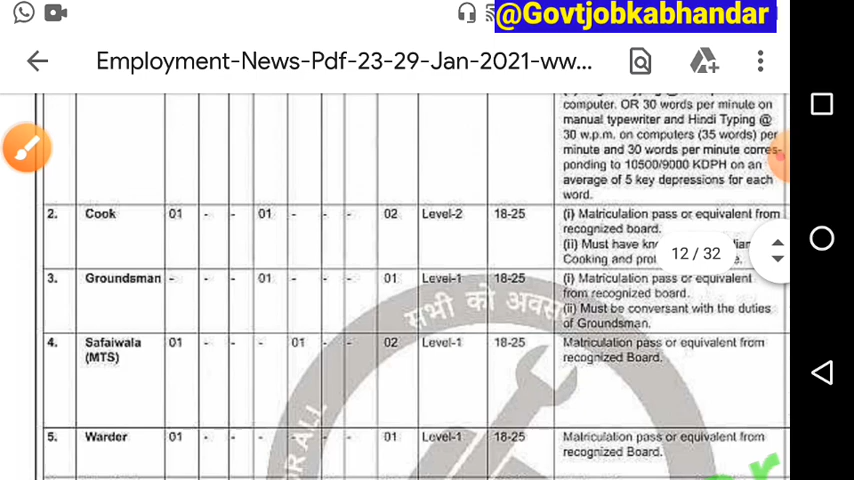 @Govtjobkabhandar
Employment-News-Pdf-23-29-Jan-2021-ww...
computer. OR 30 words per minute on
manual typewriter and Hindi Typing @
30 w.p.m. on computers (35 words) per
minute and 30 words per minute corres-
ponding to 10500/9000 KDPH on an
average of 5 key depressions for each
word.
2. Cook 01 - - 01 - - - 02 Level-2 18-25 (i) Matriculation pass or equivalent from
recognized board.
(ii) Must have
Cooking and
12 / 32
3. Groundsman - - - 01 - - - 01 Level-1 18-25 (i) Matriculation pass or equivalent
from recognized board.
(ii) Must be conversant with the duties
of Groundsman.
सभी को अवसर
4. Safaiwala 01 - - - 01 - - 02 Level-1 18-25 Matriculation pass or equivalent from
(MTS) recognized Board.
5. Warder 01 - - - - - - 01 Level-1 18-25 Matriculation pass or equivalent from
recognized Board.
OR ALL